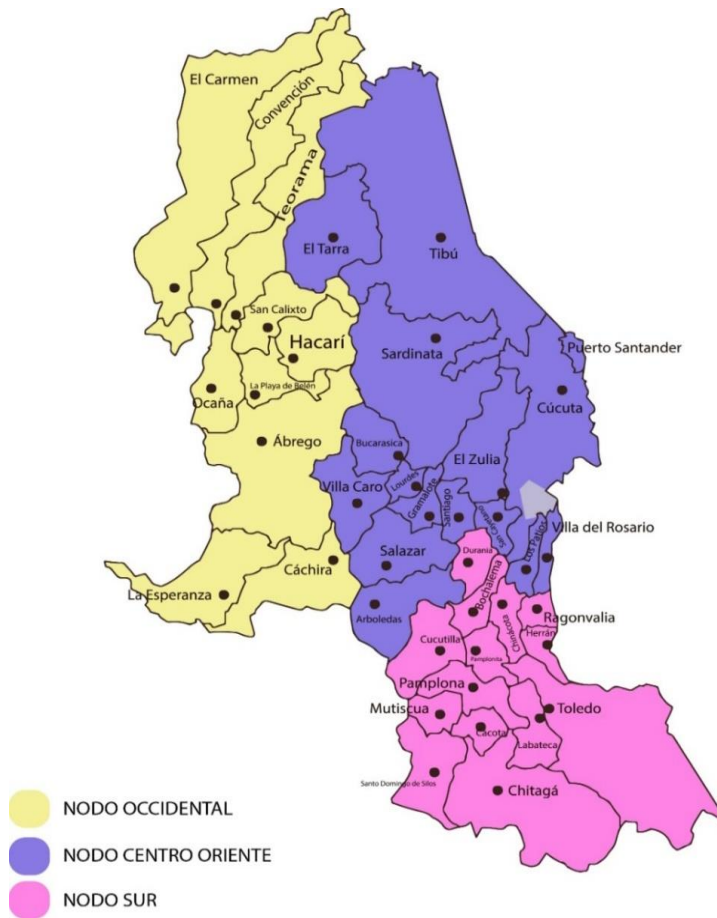 El Carmen
Convención
Teorama
El Tarra
Tibú
San Calixto
Hacarí
Sardinata
Puerto Santander
La Playa de Belén
Ocaña
Cúcuta
Ábrego
Bucarasica
El Zulia
Lourdes
Villa Caro
Gramalote
Santiago
San Cayetano
Villa del Rosario
Los Patios
Salazar
Durania
Cáchira
Bochalema
La Esperanza
Chinácota
Arboledas
Ragonvalia
Herrán
Cucutilla
Pamplonita
Pamplona
Mutiscua
Toledo
Cácota
Labateca
Santo Domingo de Silos
Chitagá
NODO OCCIDENTAL
NODO CENTRO ORIENTE
NODO SUR